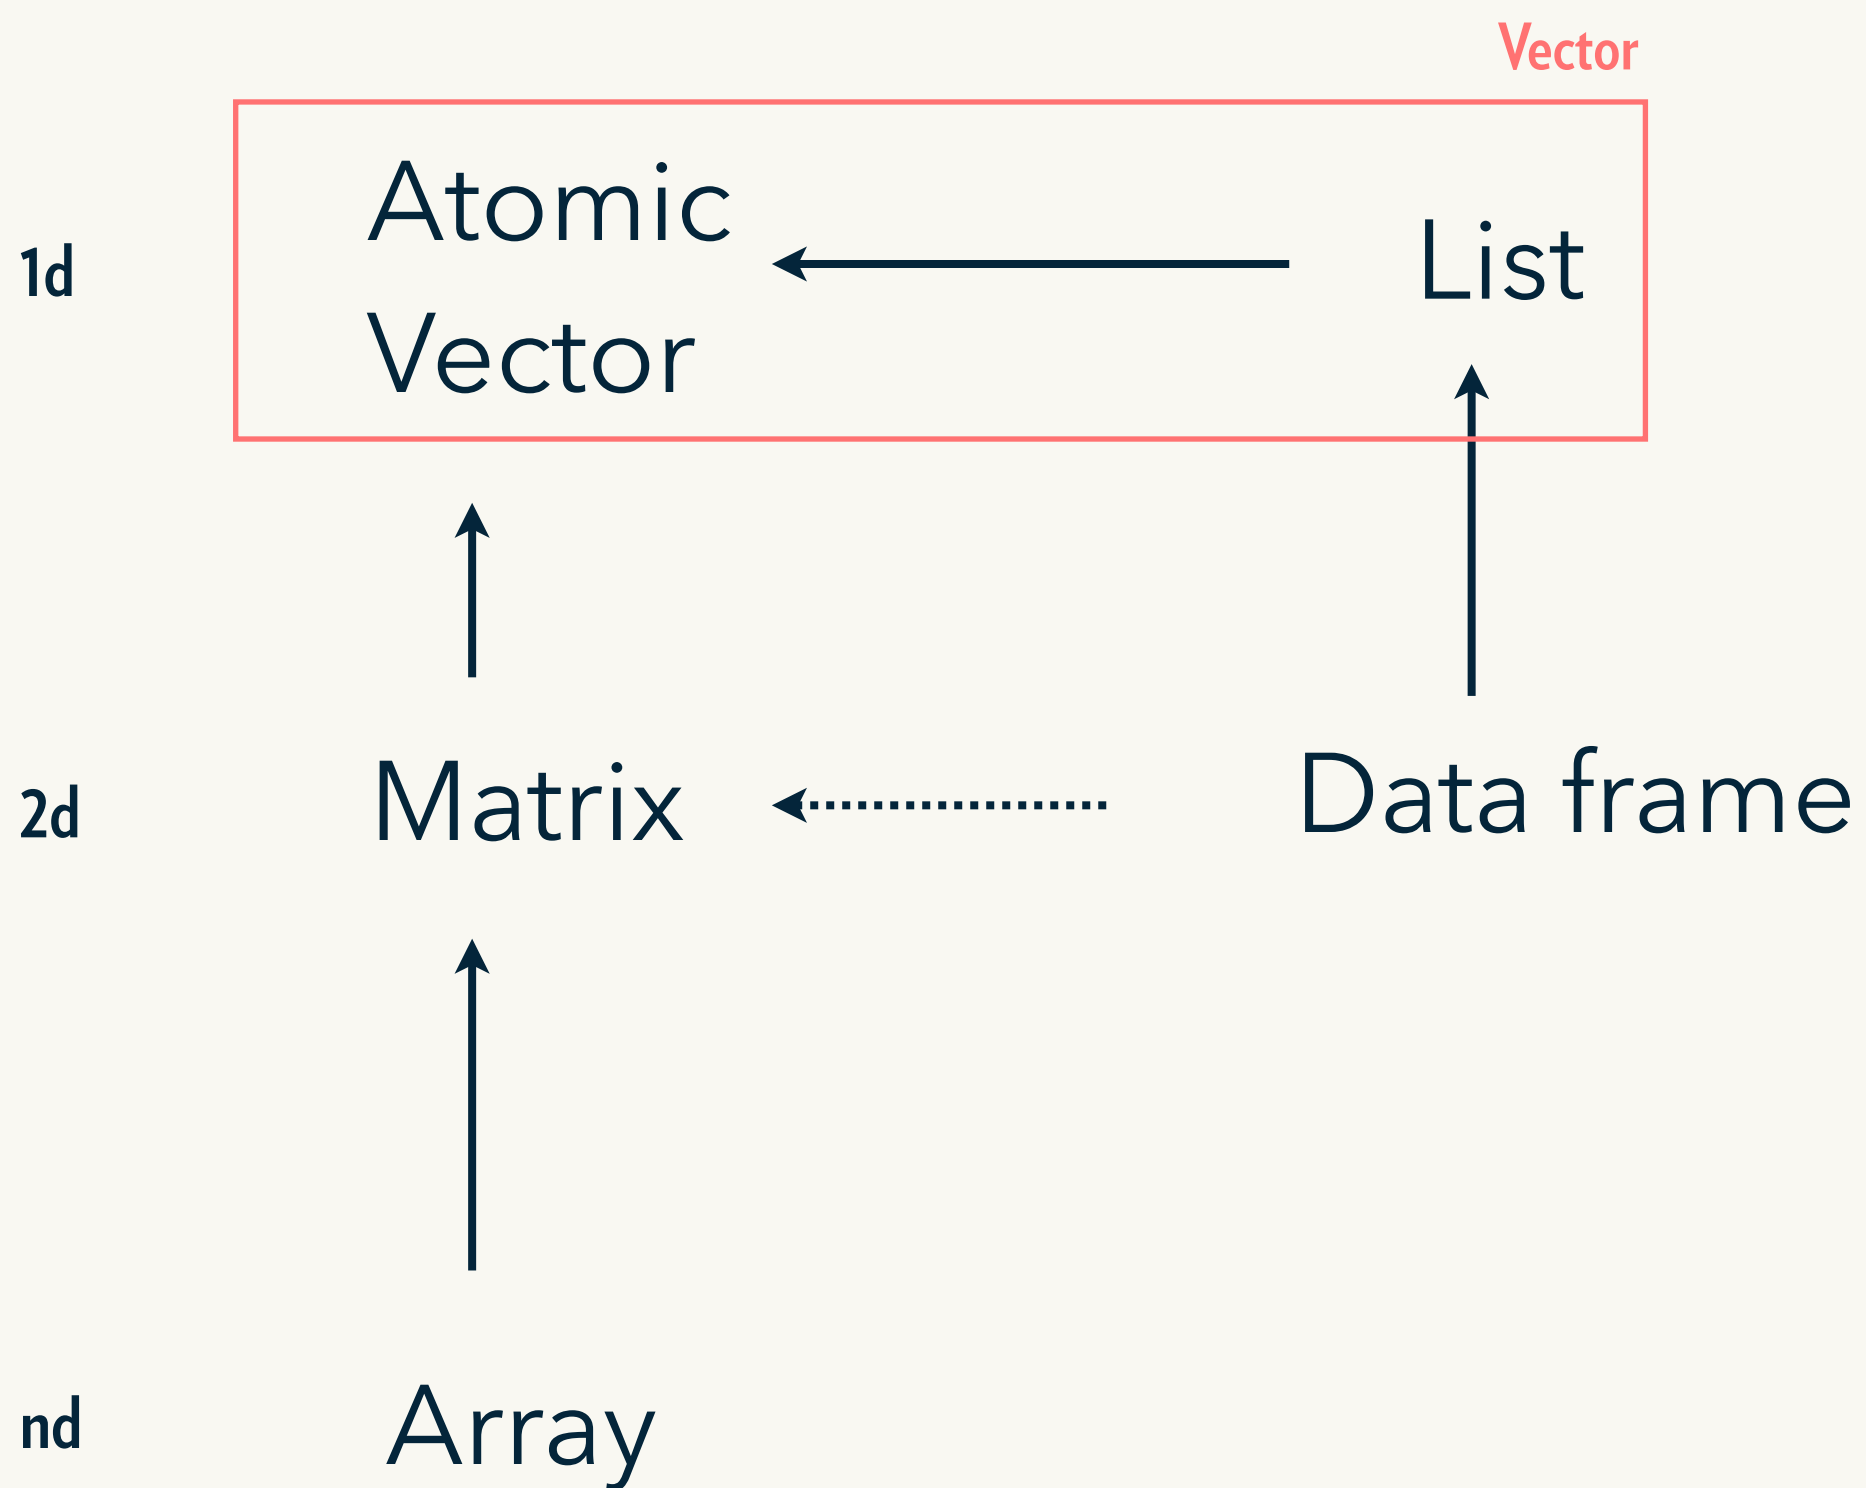 Vector
Atomic
Vector
1d
List
2d
Matrix
Data frame
nd
Array